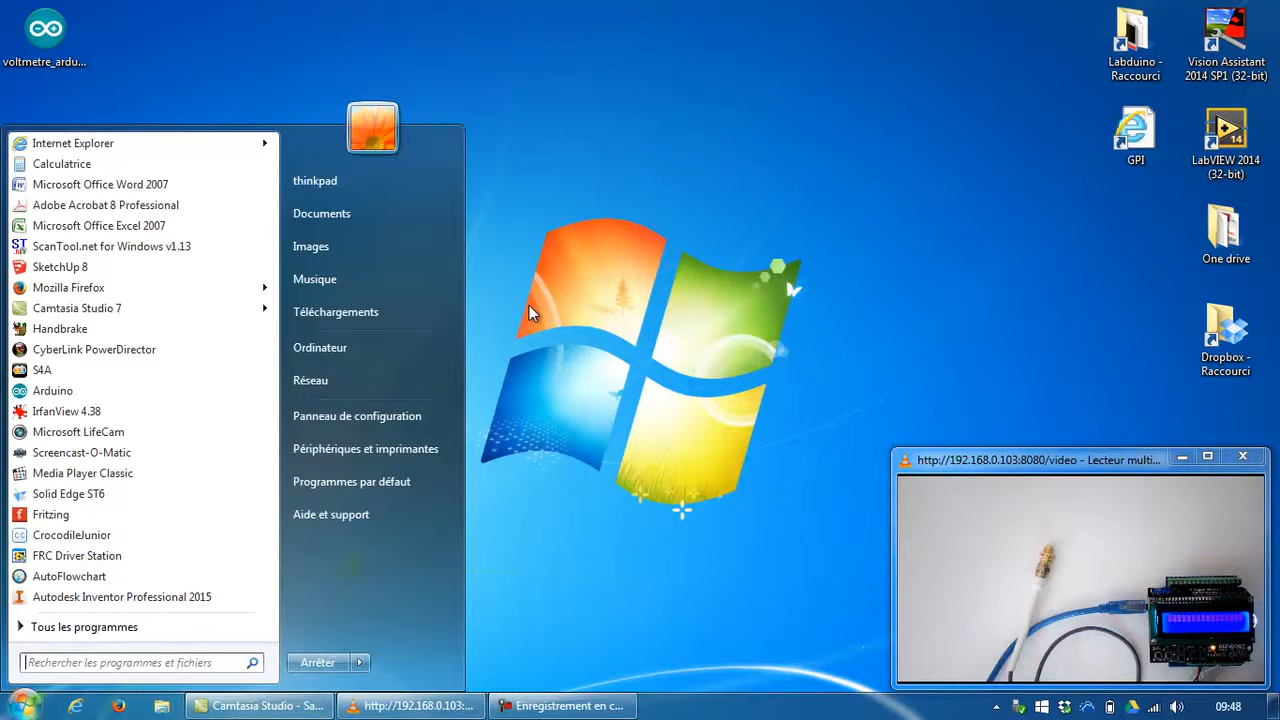 voltmetre_ardu...
Labduino -
Raccourci
Vision Assistant
2014 SP1 (32-bit)
GPI
14
LabVIEW 2014
(32-bit)
One drive
Dropbox -
Raccourci
Internet Explorer
Calculatrice
Microsoft Office Word 2007
Adobe Acrobat 8 Professional
Microsoft Office Excel 2007
ScanTool.net for Windows v1.13
SketchUp 8
Mozilla Firefox
Camtasia Studio 7
Handbrake
CyberLink PowerDirector
S4A
Arduino
IrfanView 4.38
Microsoft LifeCam
Screencast-O-Matic
Media Player Classic
Solid Edge ST6
Fritzing
CrocodileJunior
FRC Driver Station
AutoFlowchart
Autodesk Inventor Professional 2015
Tous les programmes
Rechercher les programmes et fichiers
thinkpad
Documents
Images
Musique
Téléchargements
Ordinateur
Réseau
Panneau de configuration
Périphériques et imprimantes
Programmes par défaut
Aide et support
Arrêter
http://192.168.0.103:8080/video - Lecteur multi...
Camtasia Studio - Sa...
http://192.168.0.103:...
Enregistrement en c...
09:48